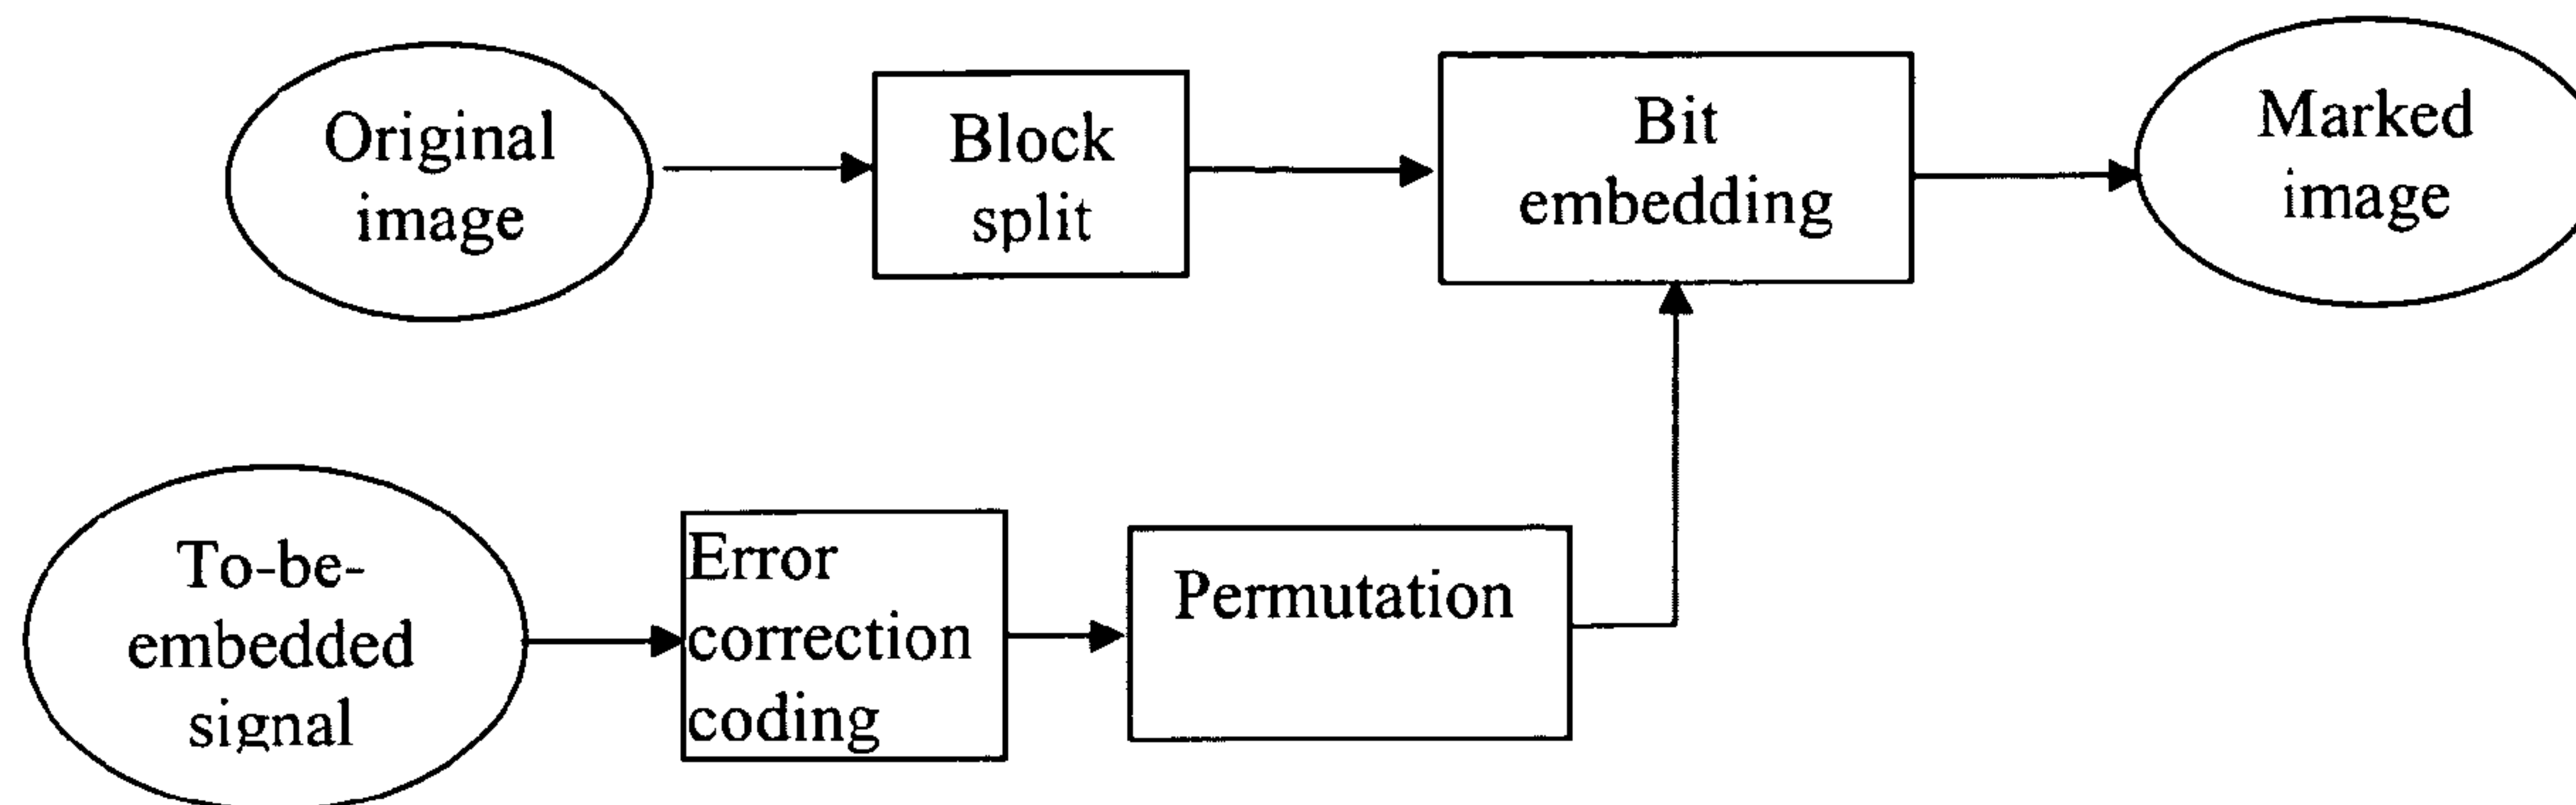 Original
image
Block
split
Bit
embedding
Marked
image
To-be-
embedded
signal
Error
correction
coding
Permutation